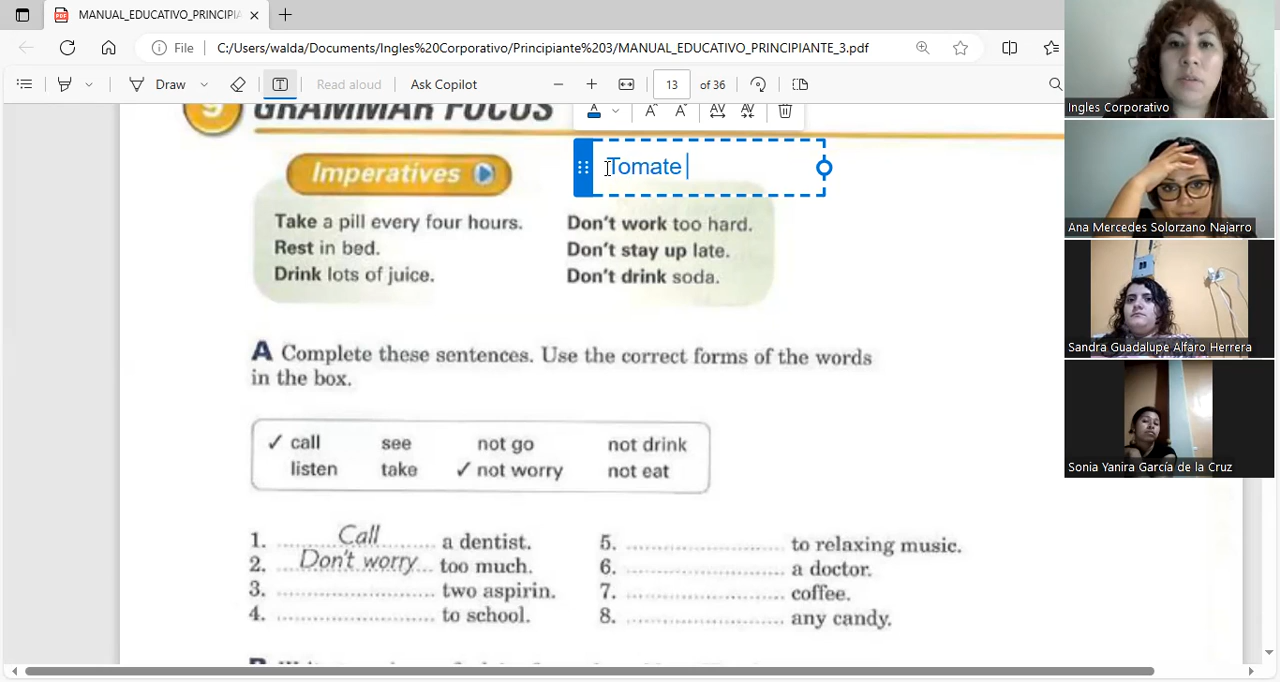 MANUAL_EDUCATIVO_PRINCIPIA
File
C:/Users/walda/Documents/Ingles%20Corporativo/Principiante%203/MANUAL_EDUCATIVO_PRINCIPIANTE_3.pdf
Draw
Read aloud
Ask Copilot
13 of 36
9 GRAMMAR FOCUS
Imperatives
Tomate
Take a pill every four hours.
Rest in bed.
Drink lots of juice.
Don't work too hard.
Don't stay up late.
Don't drink soda.
A Complete these sentences. Use the correct forms of the words
in the box.
✓ call see not go not drink
listen take ✓ not worry not eat
1. Call a dentist.
2. Don't worry too much.
3. .......................... two aspirin.
4. .......................... to school.
5. .......................... to relaxing music.
6. .......................... a doctor.
7. .......................... coffee.
8. .......................... any candy.
Ingles Corporativo
Ana Mercedes Solorzano Najarro
Sandra Guadalupe Alfaro Herrera
Sonia Yanira García de la Cruz